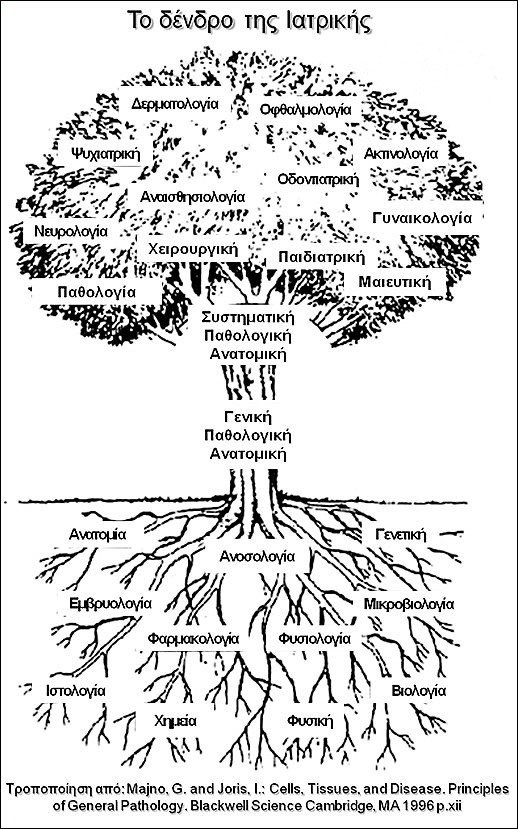 Το δένδρο της Ιατρικής
Δερματολογία
Οφθαλμολογία
Ψυχιατρική
Ακτινολογία
Οδοντιατρική
Αναισθησιολογία
Γυναικολογία
Νευρολογία
Χειρουργική
Παιδιατρική
Μαιευτική
Παθολογία
Συστηματική
Παθολογική
Ανατομική
Γενική
Παθολογική
Ανατομική
Ανατομία
Γενετική
Ανοσολογία
Εμβρυολογία
Μικροβιολογία
Φαρμακολογία
Φυσιολογία
Ιστολογία
Βιολογία
Χημεία
Φυσική
Τροποποίηση από: Majno, G. and Joris, I.: Cells, Tissues, and Disease. Principles
of General Pathology. Blackwell Science Cambridge, MA 1996 p.xii